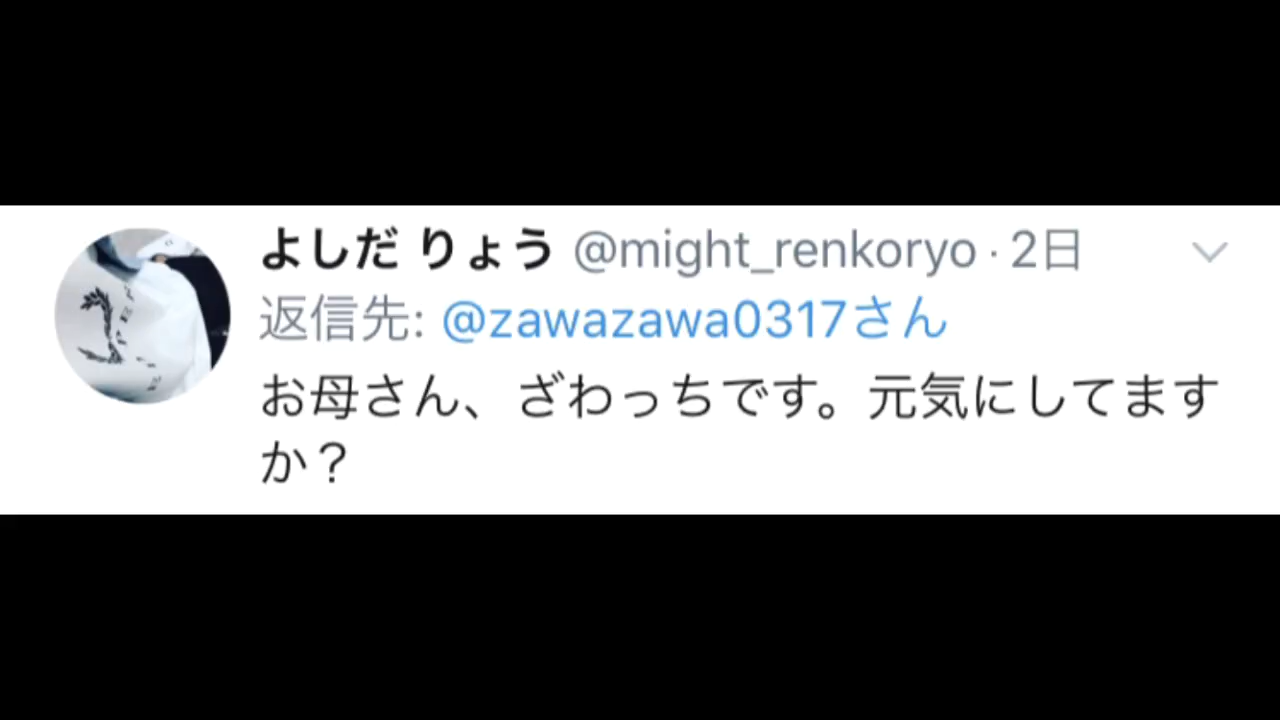 よしだ りょう @might_renkoryo · 2日
返信先: @zawazawa0317さん
お母さん、ざわっちです。元気にしてます
か？